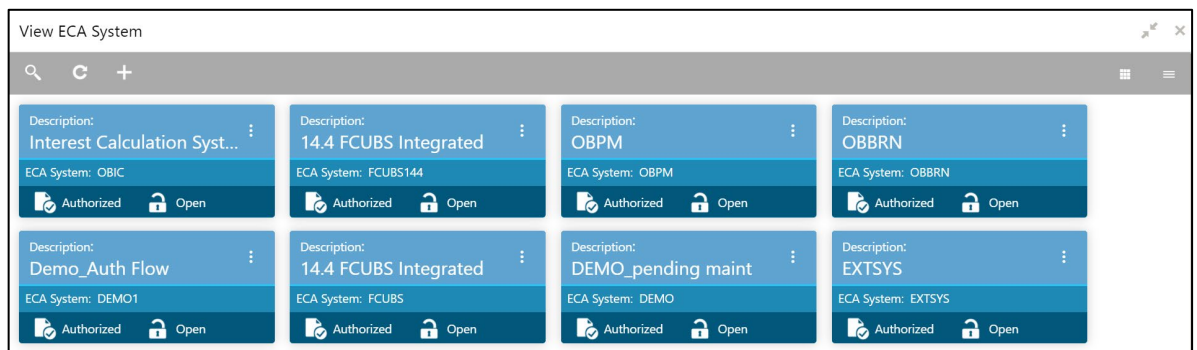 View ECA System
Description:
Interest Calculation Syst...
ECA System: OBIC
Authorized Open
Description:
14.4 FCUBS Integrated
ECA System: FCUBS144
Authorized Open
Description:
OBPM
ECA System: OBPM
Authorized Open
Description:
OBBRN
ECA System: OBBRN
Authorized Open
Description:
Demo_Auth Flow
ECA System: DEMO1
Authorized Open
Description:
14.4 FCUBS Integrated
ECA System: FCUBS
Authorized Open
Description:
DEMO_pending maint
ECA System: DEMO
Authorized Open
Description:
EXTSYS
ECA System: EXTSYS
Authorized Open